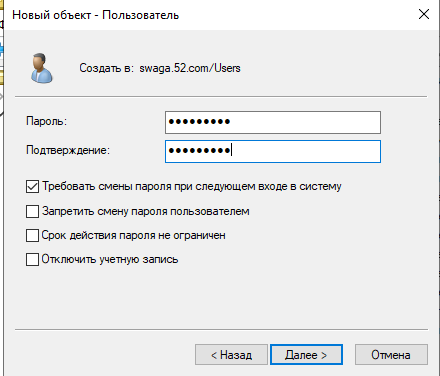 Новый объект - Пользователь
Создать в: swaga.52.com/Users
Пароль: •••••••••
Подтверждение: •••••••••
Требовать смены пароля при следующем входе в систему
Запретить смену пароля пользователем
Срок действия пароля не ограничен
Отключить учетную запись
< Назад Далее > Отмена